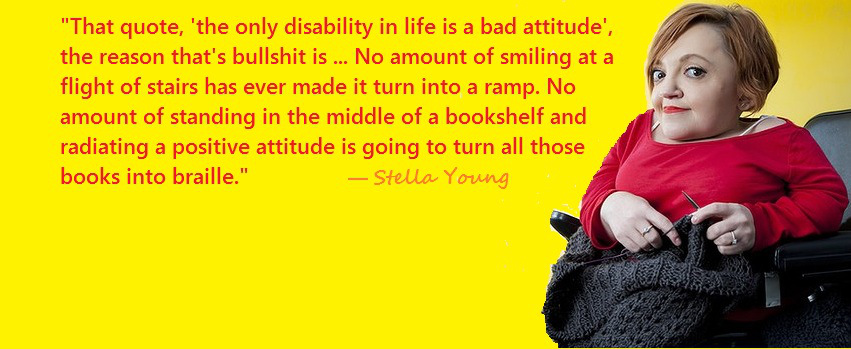 "That quote, 'the only disability in life is a bad attitude',
the reason that's bullshit is ... No amount of smiling at a
flight of stairs has ever made it turn into a ramp. No
amount of standing in the middle of a bookshelf and
radiating a positive attitude is going to turn all those
books into braille." — Stella Young